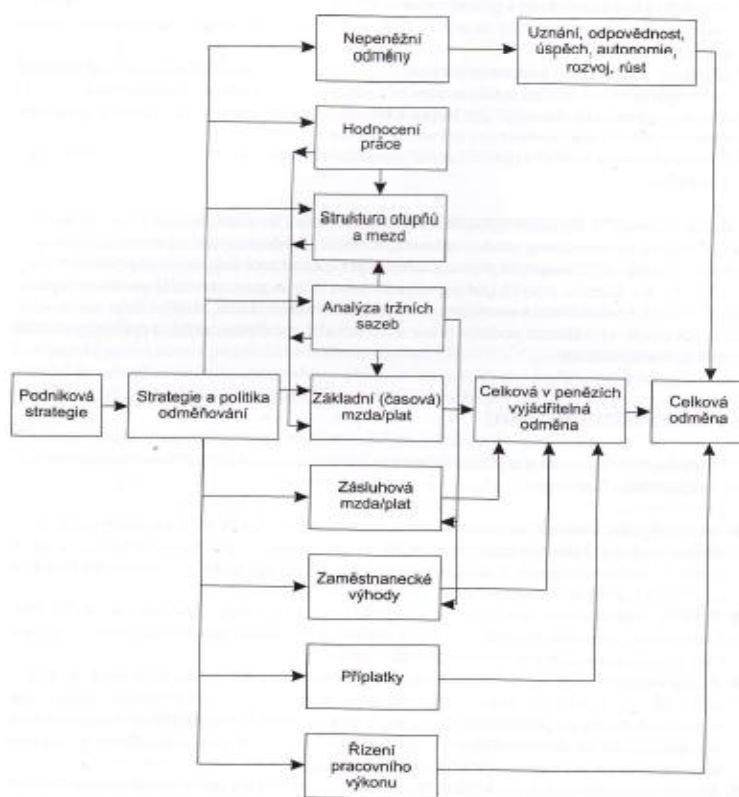 Nepeněžní
odměny
Uznání, odpovědnost,
úspěch, autonomie,
rozvoj, růst
Hodnocení
práce
Strukturo otupňů
a mezd
Analýza tržních
sazeb
Podniková
strategie
Strategie a politika
odměňování
Základní (časová)
mzda/plat
Celková v penězích
vyjádřitelná
odměna
Celková
odměna
Zásluhová
mzda/plat
Zaměstnanecké
výhody
Příplatky
Řízení
pracovního
výkonu